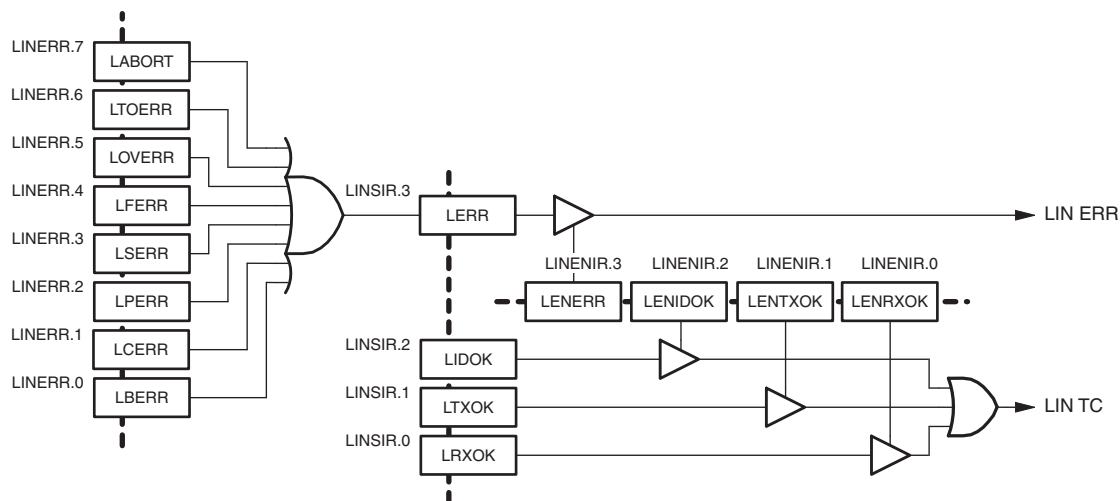 LINERR.7
LABORT
LINERR.6
LTOERR
LINERR.5
LOVERR
LINERR.4
LFERR
LINERR.3
LSERR
LINERR.2
LPERR
LINERR.1
LCERR
LINERR.0
LBERR
LINSIR.3
LERR
LIN ERR
LINENIR.3 LINENIR.2 LINENIR.1 LINENIR.0
LENERR LENIDOK LENTXOK LENRXOK
LINSIR.2
LIDOK
LINSIR.1
LTXOK
LIN TC
LINSIR.0
LRXOK